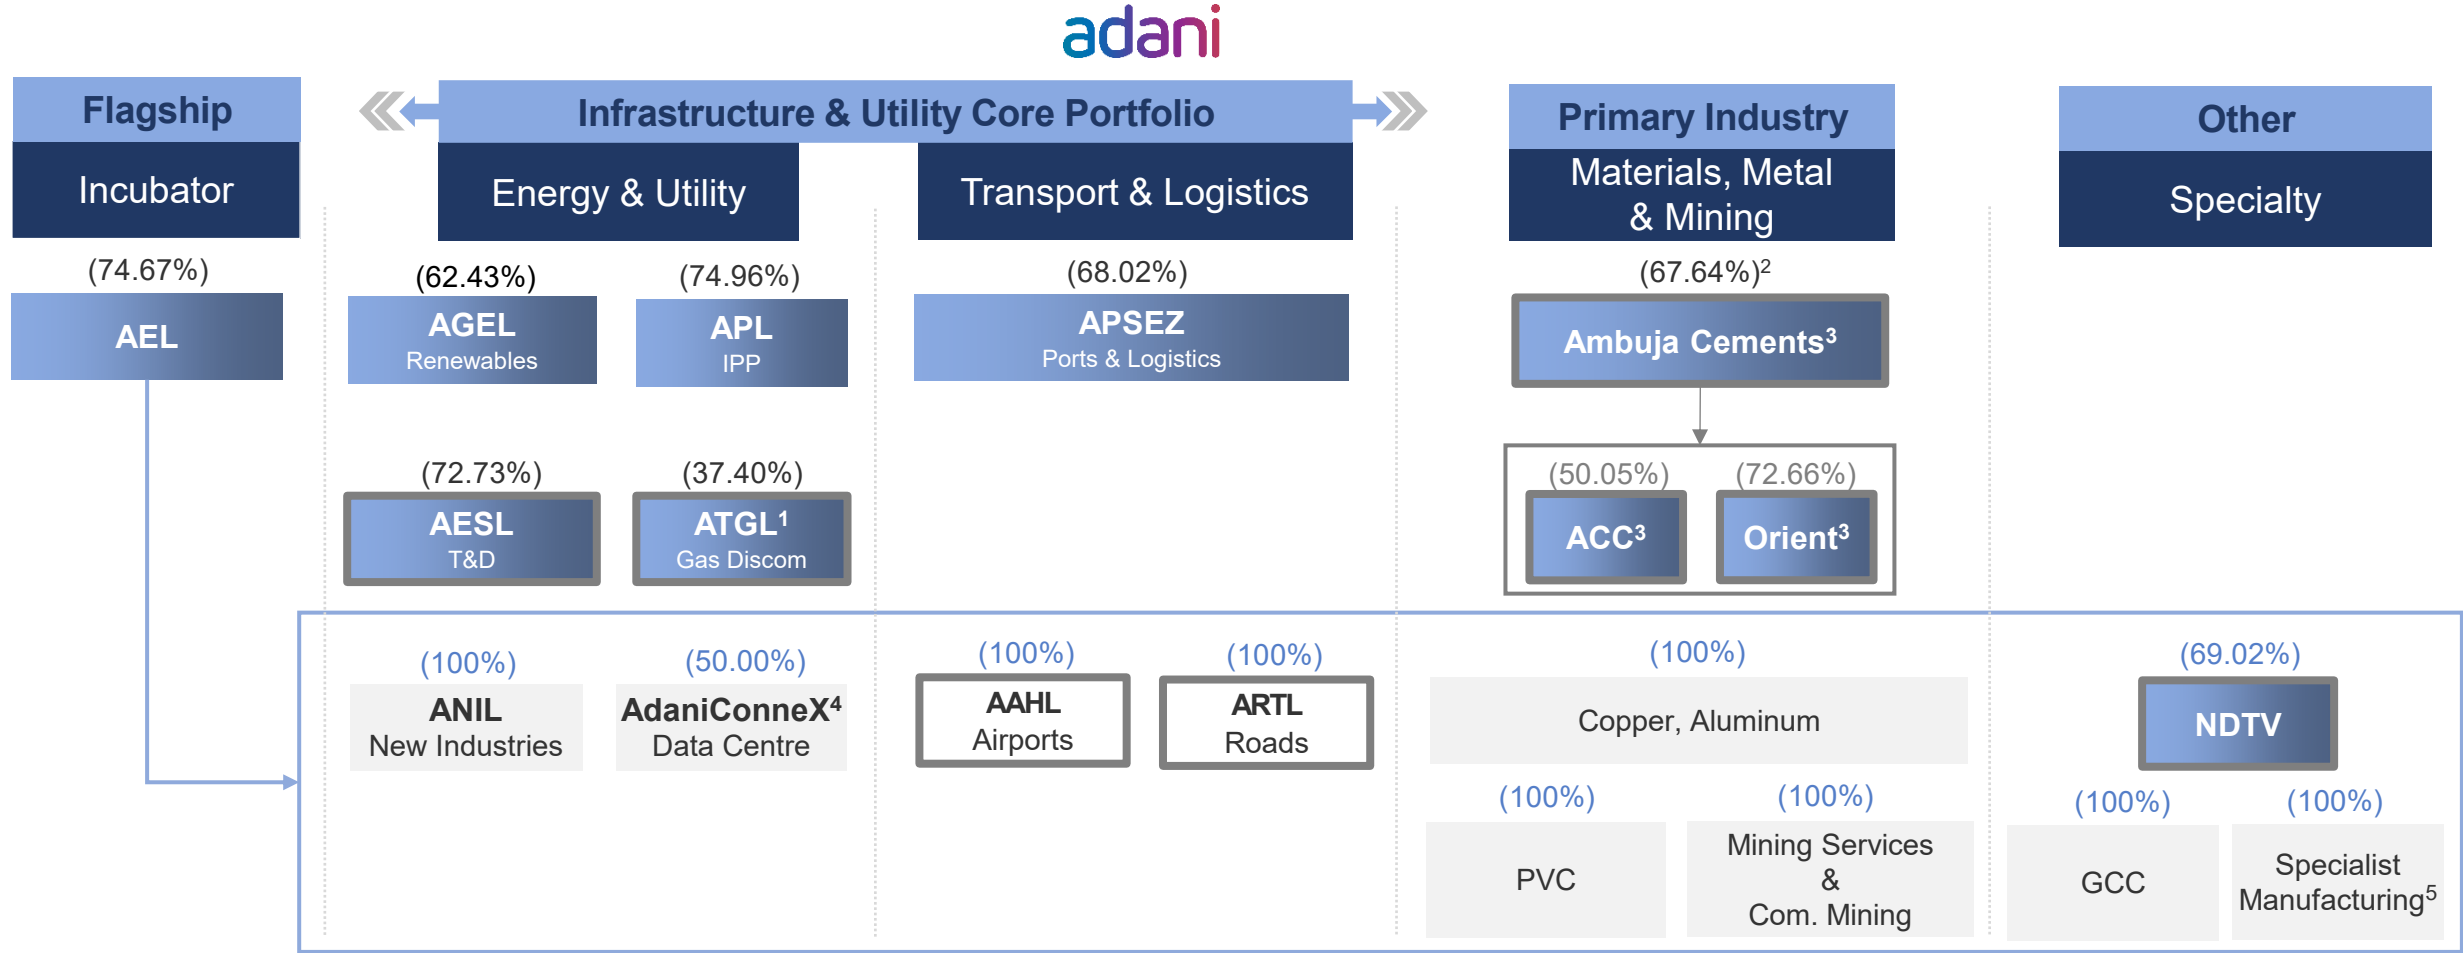 adani
Flagship
Infrastructure & Utility Core Portfolio
Primary Industry
Other
Incubator
Energy & Utility
Transport & Logistics
Materials, Metal
& Mining
Specialty
(74.67%)
AEL
(62.43%)
AGEL
Renewables
(74.96%)
APL
IPP
(68.02%)
APSEZ
Ports & Logistics
(67.64%)²
Ambuja Cements³
(72.73%)
AESL
T&D
(37.40%)
ATGL¹
Gas Discom
(50.05%)
ACC³
(72.66%)
Orient³
(100%)
ANIL
New Industries
(50.00%)
AdaniConneX⁴
Data Centre
(100%)
AAHL
Airports
(100%)
ARTL
Roads
(100%)
Copper, Aluminum
(100%)
PVC
(100%)
Mining Services
&
Com. Mining
(69.02%)
NDTV
(100%)
GCC
(100%)
Specialist
Manufacturing⁵